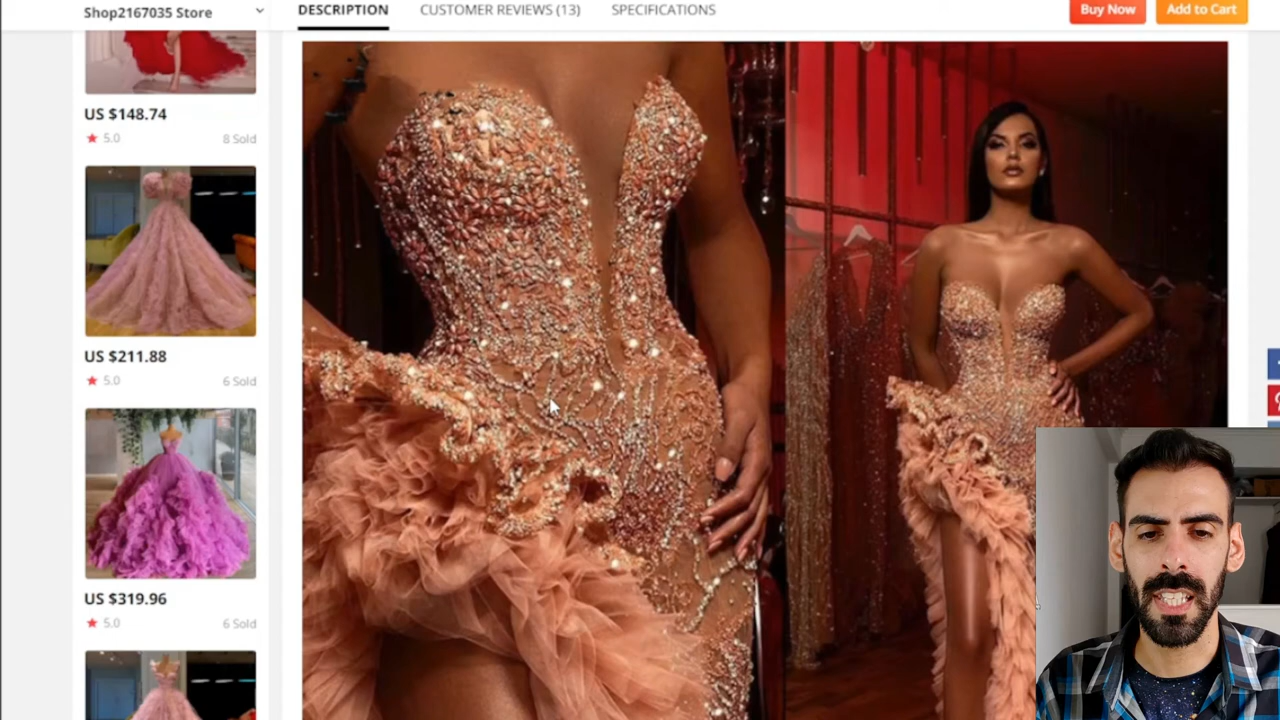 Shop2167035 Store
DESCRIPTION
CUSTOMER REVIEWS (13)
SPECIFICATIONS
Buy Now
Add to Cart
US $148.74
5.0
8 Sold
US $211.88
5.0
6 Sold
US $319.96
5.0
6 Sold